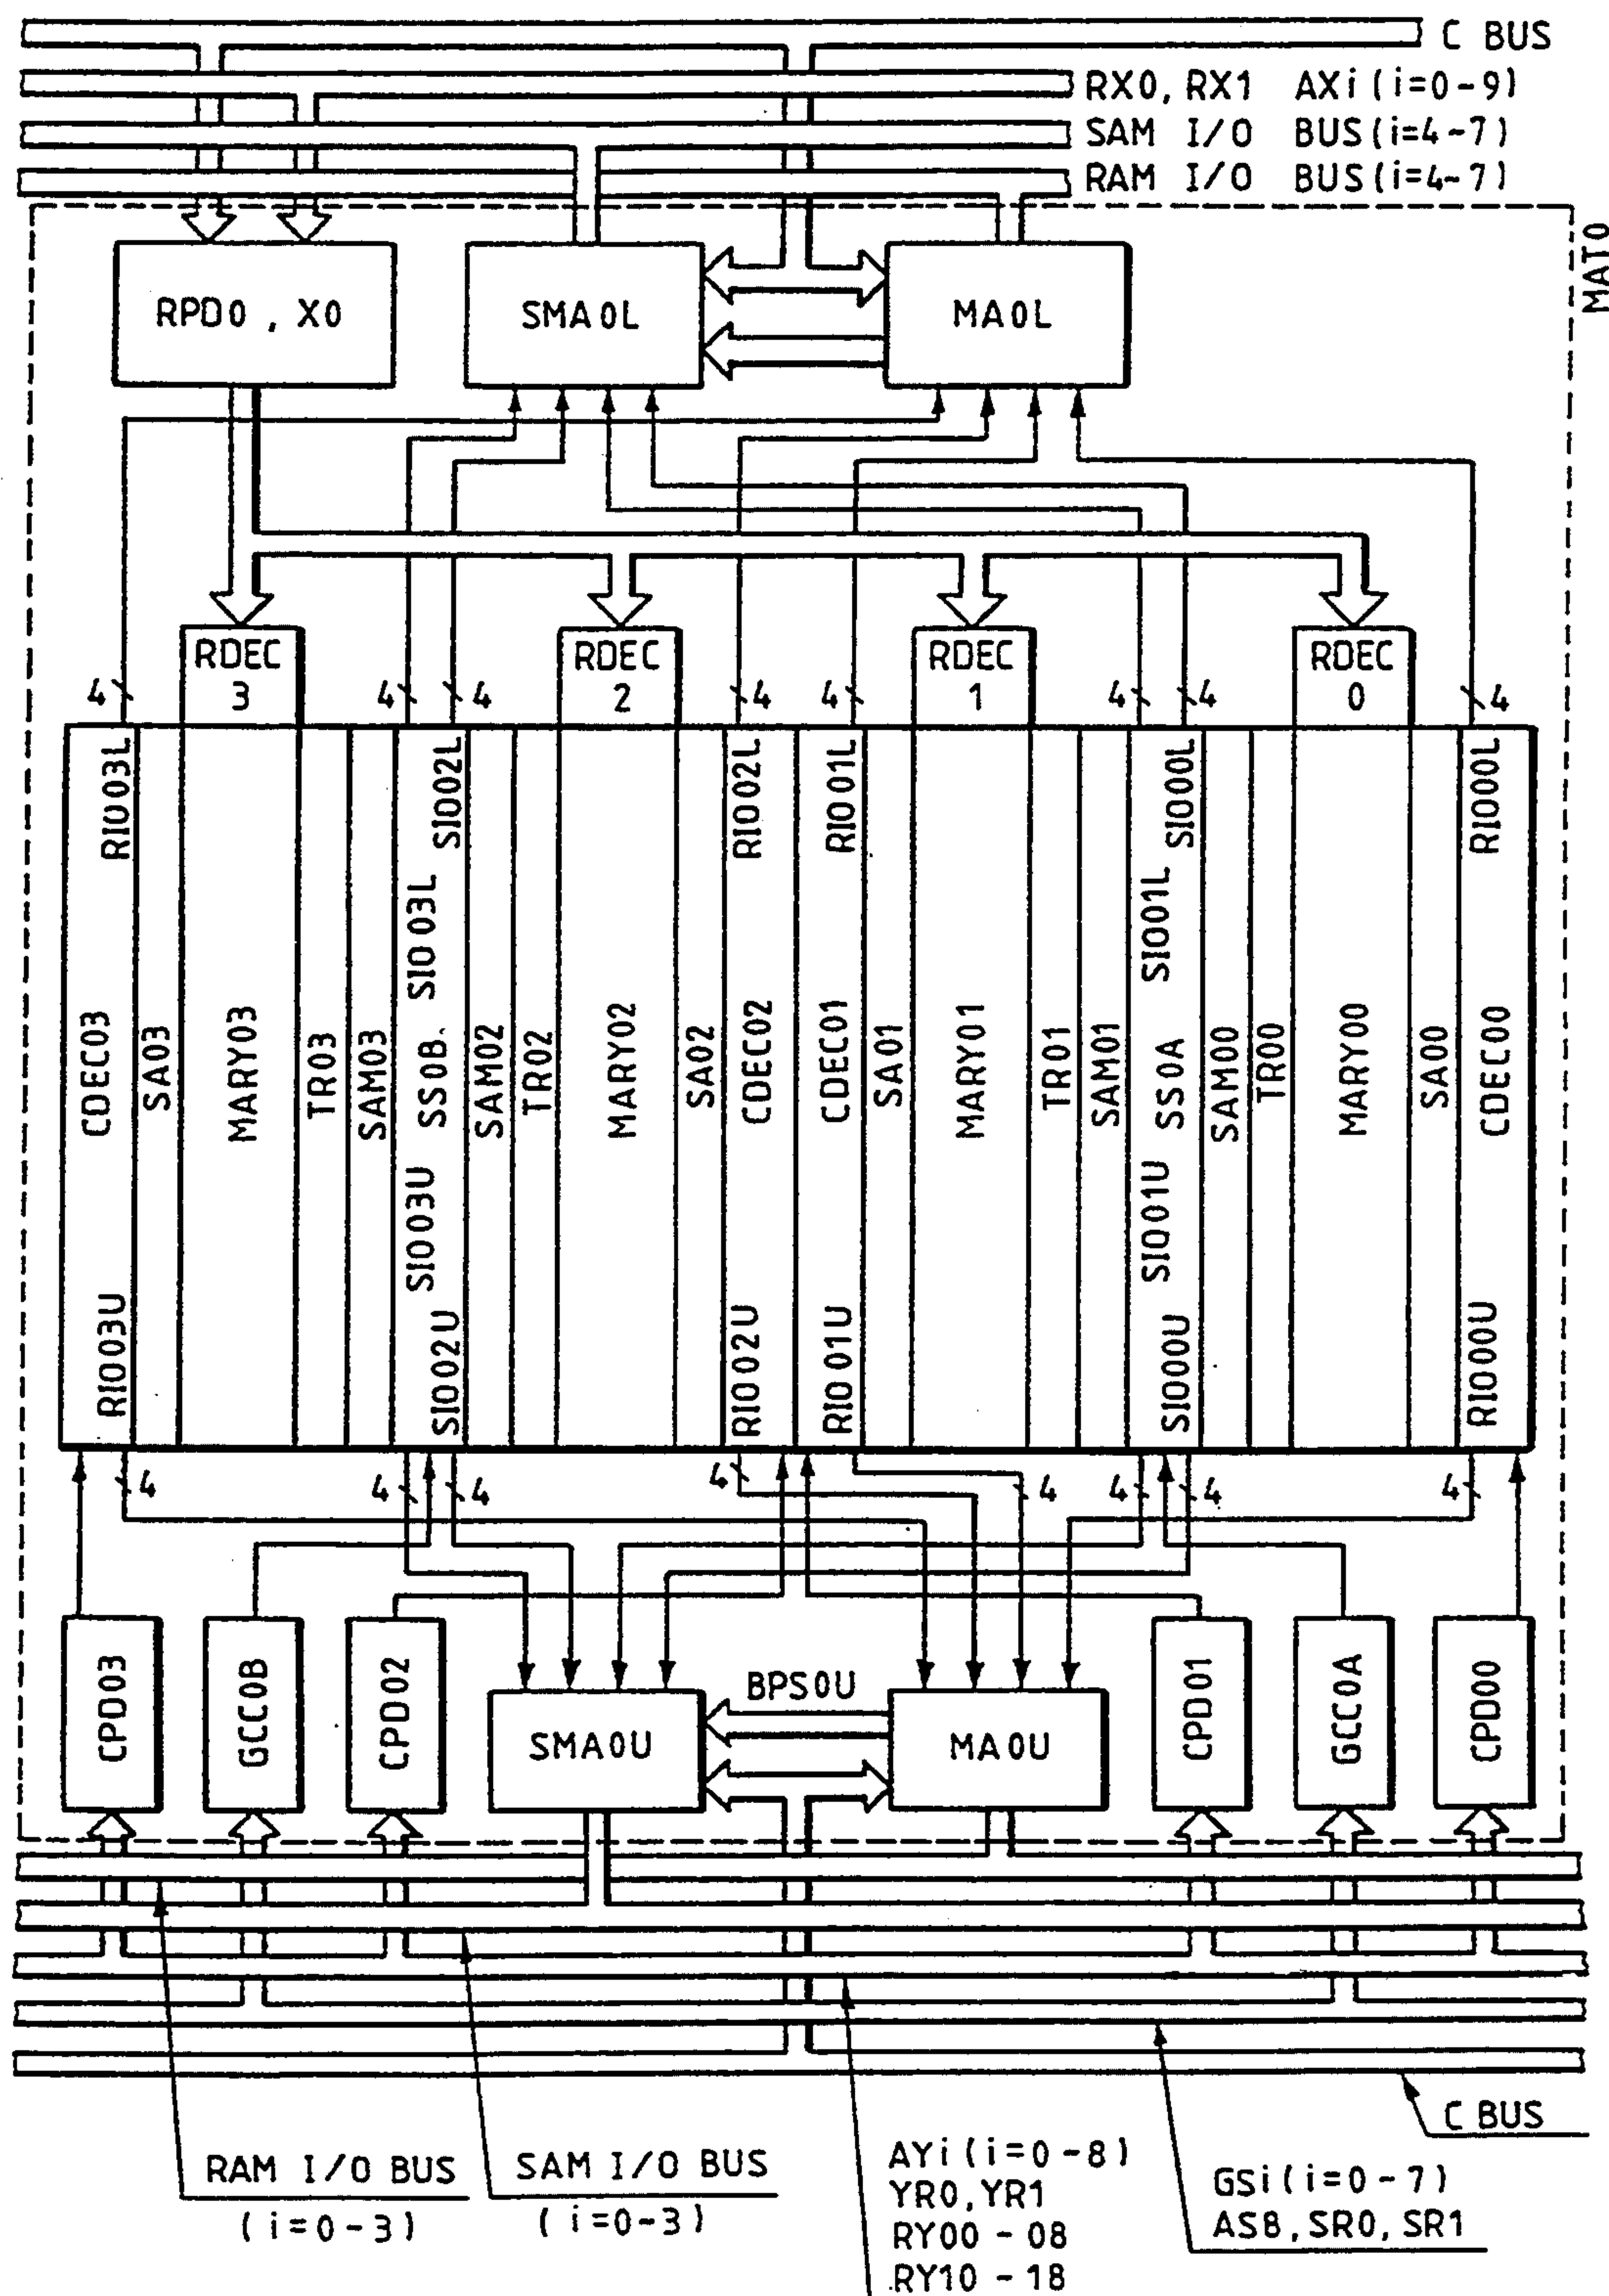 C BUS
RX0, RX1 AXi (i=0-9)
SAM I/O BUS (i=4~7)
RAM I/O BUS (i=4~7)
MAT0
RPD0 , X0
SMA0L
MA0L
RDEC 3
RDEC 2
RDEC 1
RDEC 0
4
4
4
4
4
4
4
4
RIO03L
SIO03L
SIO02L
RIO02L
RIO01L
SIO01L
SIO00L
RIO00L
CDEC03
SA03
MARY03
TR03
SAM03
SS0B.
SAM02
TR02
MARY02
SA02
CDEC02
CDEC01
SA01
MARY01
TR01
SAM01
SS0A
SAM00
TR00
MARY00
SA00
CDEC00
RIO03U
SIO03U
SIO02U
RIO02U
RIO01U
SIO01U
SIO00U
RIO00U
4
4
4
4
4
4
4
4
CPD03
GCC0B
CPD02
SMA0U
BPS0U
MA0U
CPD01
GCC0A
CPD00
C BUS
RAM I/O BUS
(i=0-3)
SAM I/O BUS
(i=0~3)
AYi (i=0-8)
YR0, YR1
RY00 - 08
RY10 - 18
GSi (i=0-7)
AS8, SR0, SR1